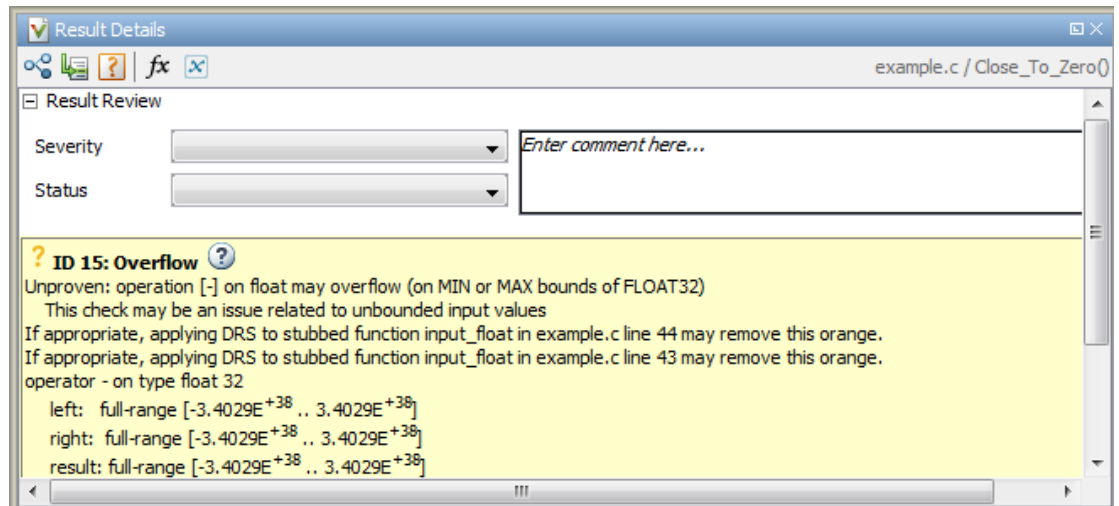 Result Details
fx x example.c / Close_To_Zero()
Result Review
Severity
Enter comment here...
Status
? ID 15: Overflow ?
Unproven: operation [-] on float may overflow (on MIN or MAX bounds of FLOAT32)
This check may be an issue related to unbounded input values
If appropriate, applying DRS to stubbed function input_float in example.c line 44 may remove this orange.
If appropriate, applying DRS to stubbed function input_float in example.c line 43 may remove this orange.
operator - on type float 32
left: full-range [-3.4029E+38 .. 3.4029E+38]
right: full-range [-3.4029E+38 .. 3.4029E+38]
result: full-range [-3.4029E+38 .. 3.4029E+38]